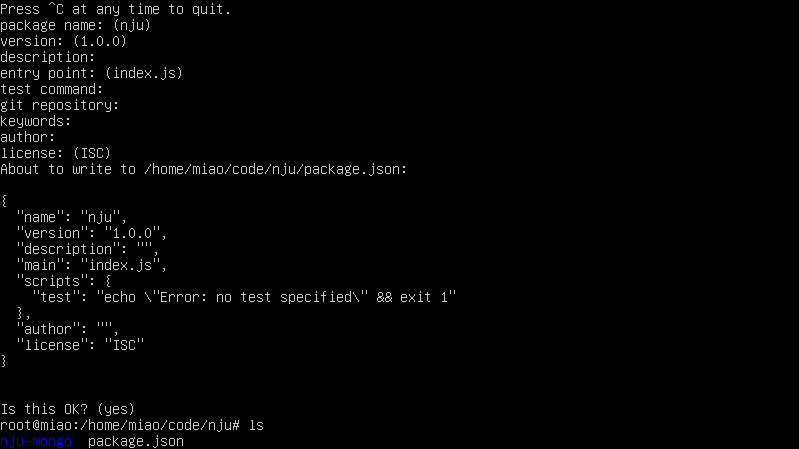 Press ^C at any time to quit.
package name: (nju)
version: (1.0.0)
description:
entry point: (index.js)
test command:
git repository:
keywords:
author:
license: (ISC)
About to write to /home/miao/code/nju/package.json:
{
  "name": "nju",
  "version": "1.0.0",
  "description": "",
  "main": "index.js",
  "scripts": {
    "test": "echo \"Error: no test specified\" && exit 1"
  },
  "author": "",
  "license": "ISC"
}
Is this OK? (yes)
root@miao:/home/miao/code/nju# ls
nju-mongo  package.json